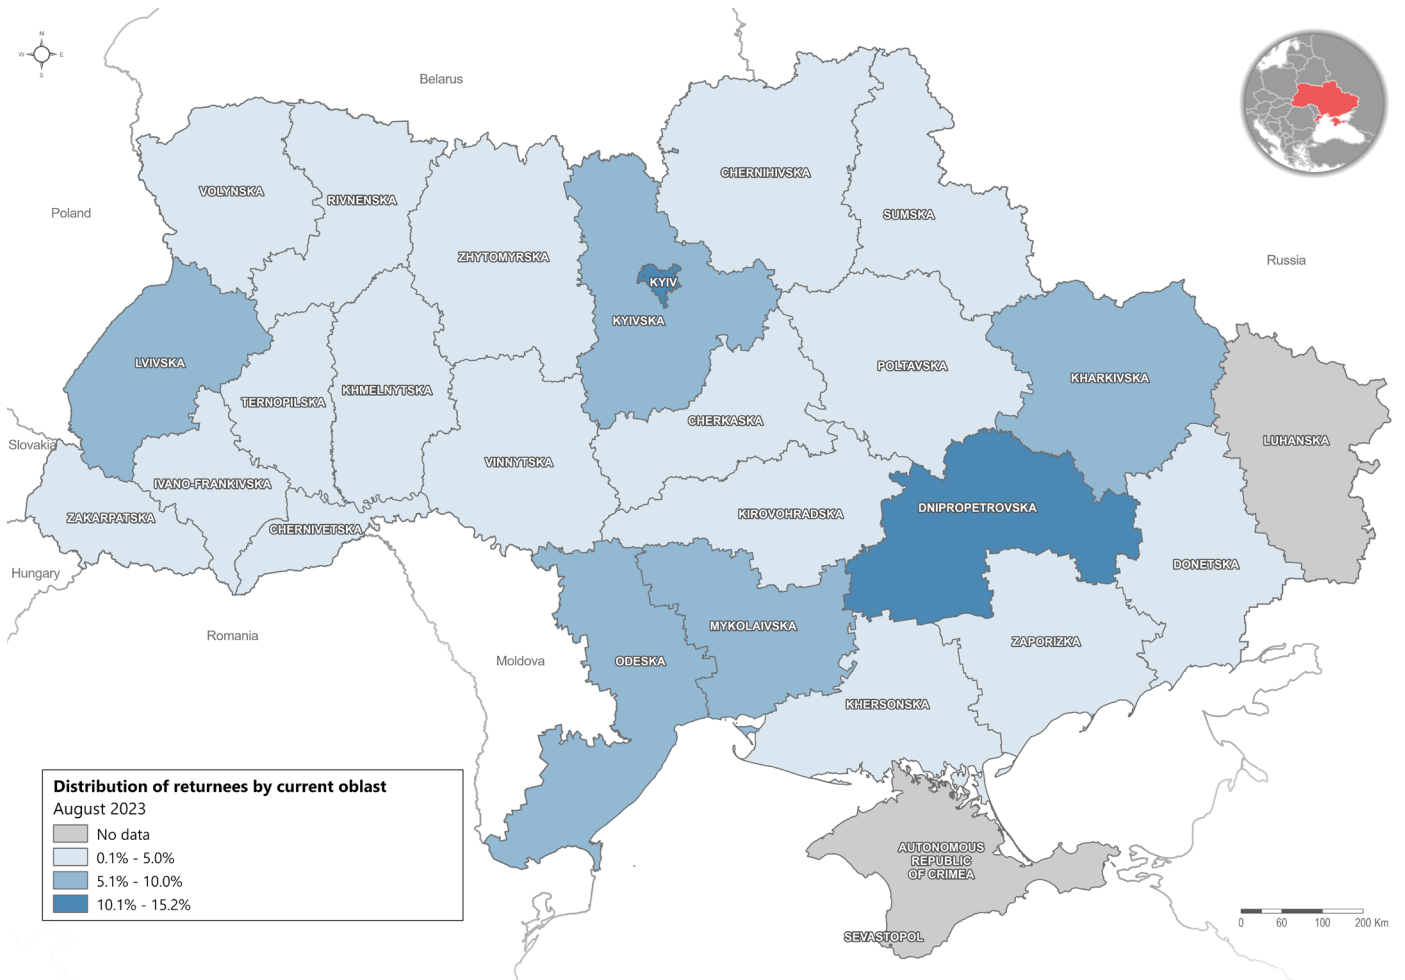 N
W
E
S
Belarus
Poland
Russia
Slovakia
Hungary
Romania
Moldova
VOLYNSKA
RIVNENSKA
ZHYTOMYRSKA
CHERNIHIVSKA
SUMSKA
KYIV
KYIVSKA
LVIVSKA
TERNOPILSKA
KHMELNYTSKA
POLTAVSKA
KHARKIVSKA
LUHANSKA
CHERKASKA
VINNYTSKA
IVANO-FRANKIVSKA
ZAKARPATSKA
CHERNIVETSKA
KIROVOHRADSKA
DNIPROPETROVSKA
DONETSKA
MYKOLAIVSKA
ODESKA
ZAPORIZKA
KHERSONSKA
AUTONOMOUS
REPUBLIC
OF CRIMEA
SEVASTOPOL
Distribution of returnees by current oblast
August 2023
No data
0.1% - 5.0%
5.1% - 10.0%
10.1% - 15.2%
0 60 100 200 Km